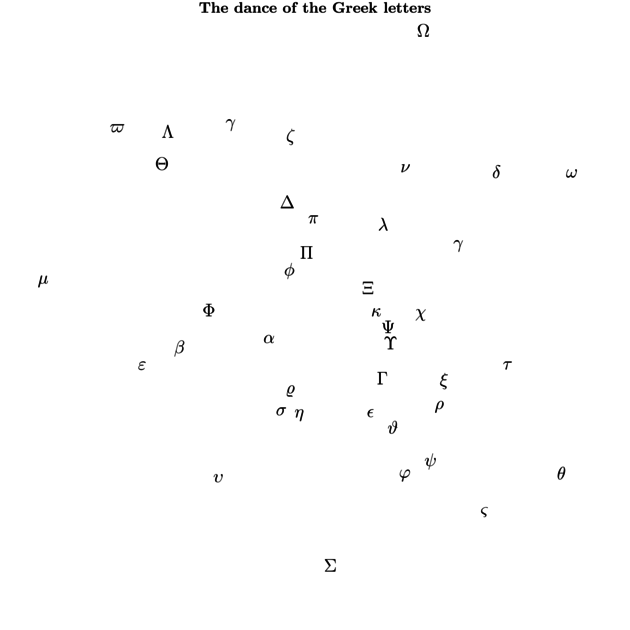 The dance of the Greek letters
Ω
ϖ Λ γ ζ
Θ ν δ ω
Δ
π λ
γ
Π
ϕ
μ
Ξ
Φ κ χ
Ψ
α ϒ
β
ε τ
Γ ξ
ϱ
σ η ϵ ρ
ϑ
ψ
υ φ θ
ς
Σ